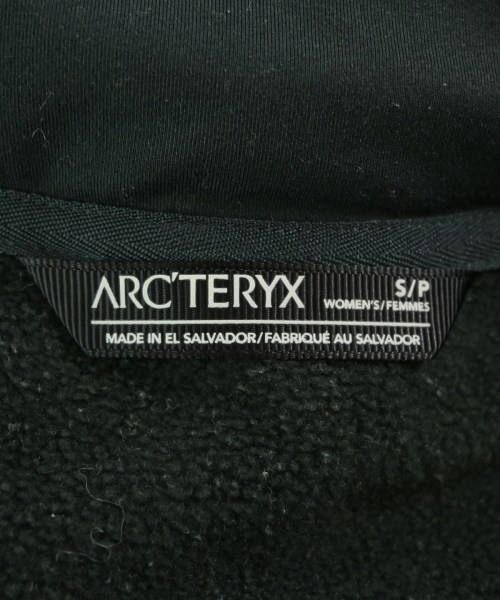 ARC'TERYX S/P
WOMEN'S/FEMMES
MADE IN EL SALVADOR/FABRIQUÉ AU SALVADOR